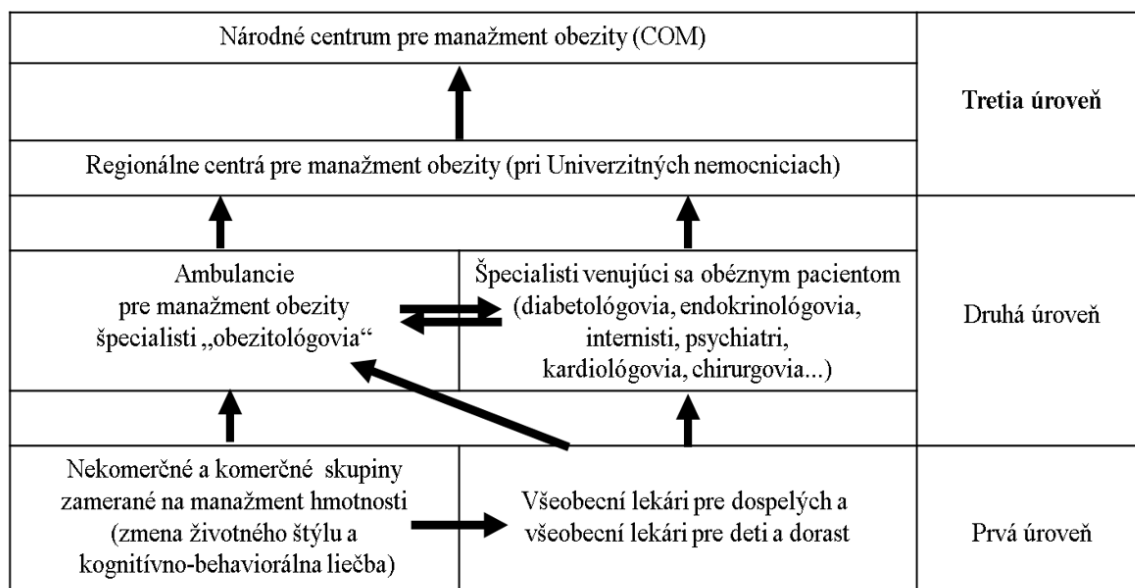 Národné centrum pre manažment obezity (COM)
Tretia úroveň
Regionálne centrá pre manažment obezity (pri Univerzitných nemocniciach)
Ambulancie
pre manažment obezity
špecialisti „obezitológovia“
Špecialisti venujúci sa obéznym pacientom
(diabetológovia, endokrinológovia,
internisti, psychiatri,
kardiológovia, chirurgovia...)
Druhá úroveň
Nekomerčné a komerčné skupiny
zamerané na manažment hmotnosti
(zmena životného štýlu a
kognitívno-behaviorálna liečba)
Všeobecní lekári pre dospelých a
všeobecní lekári pre deti a dorast
Prvá úroveň